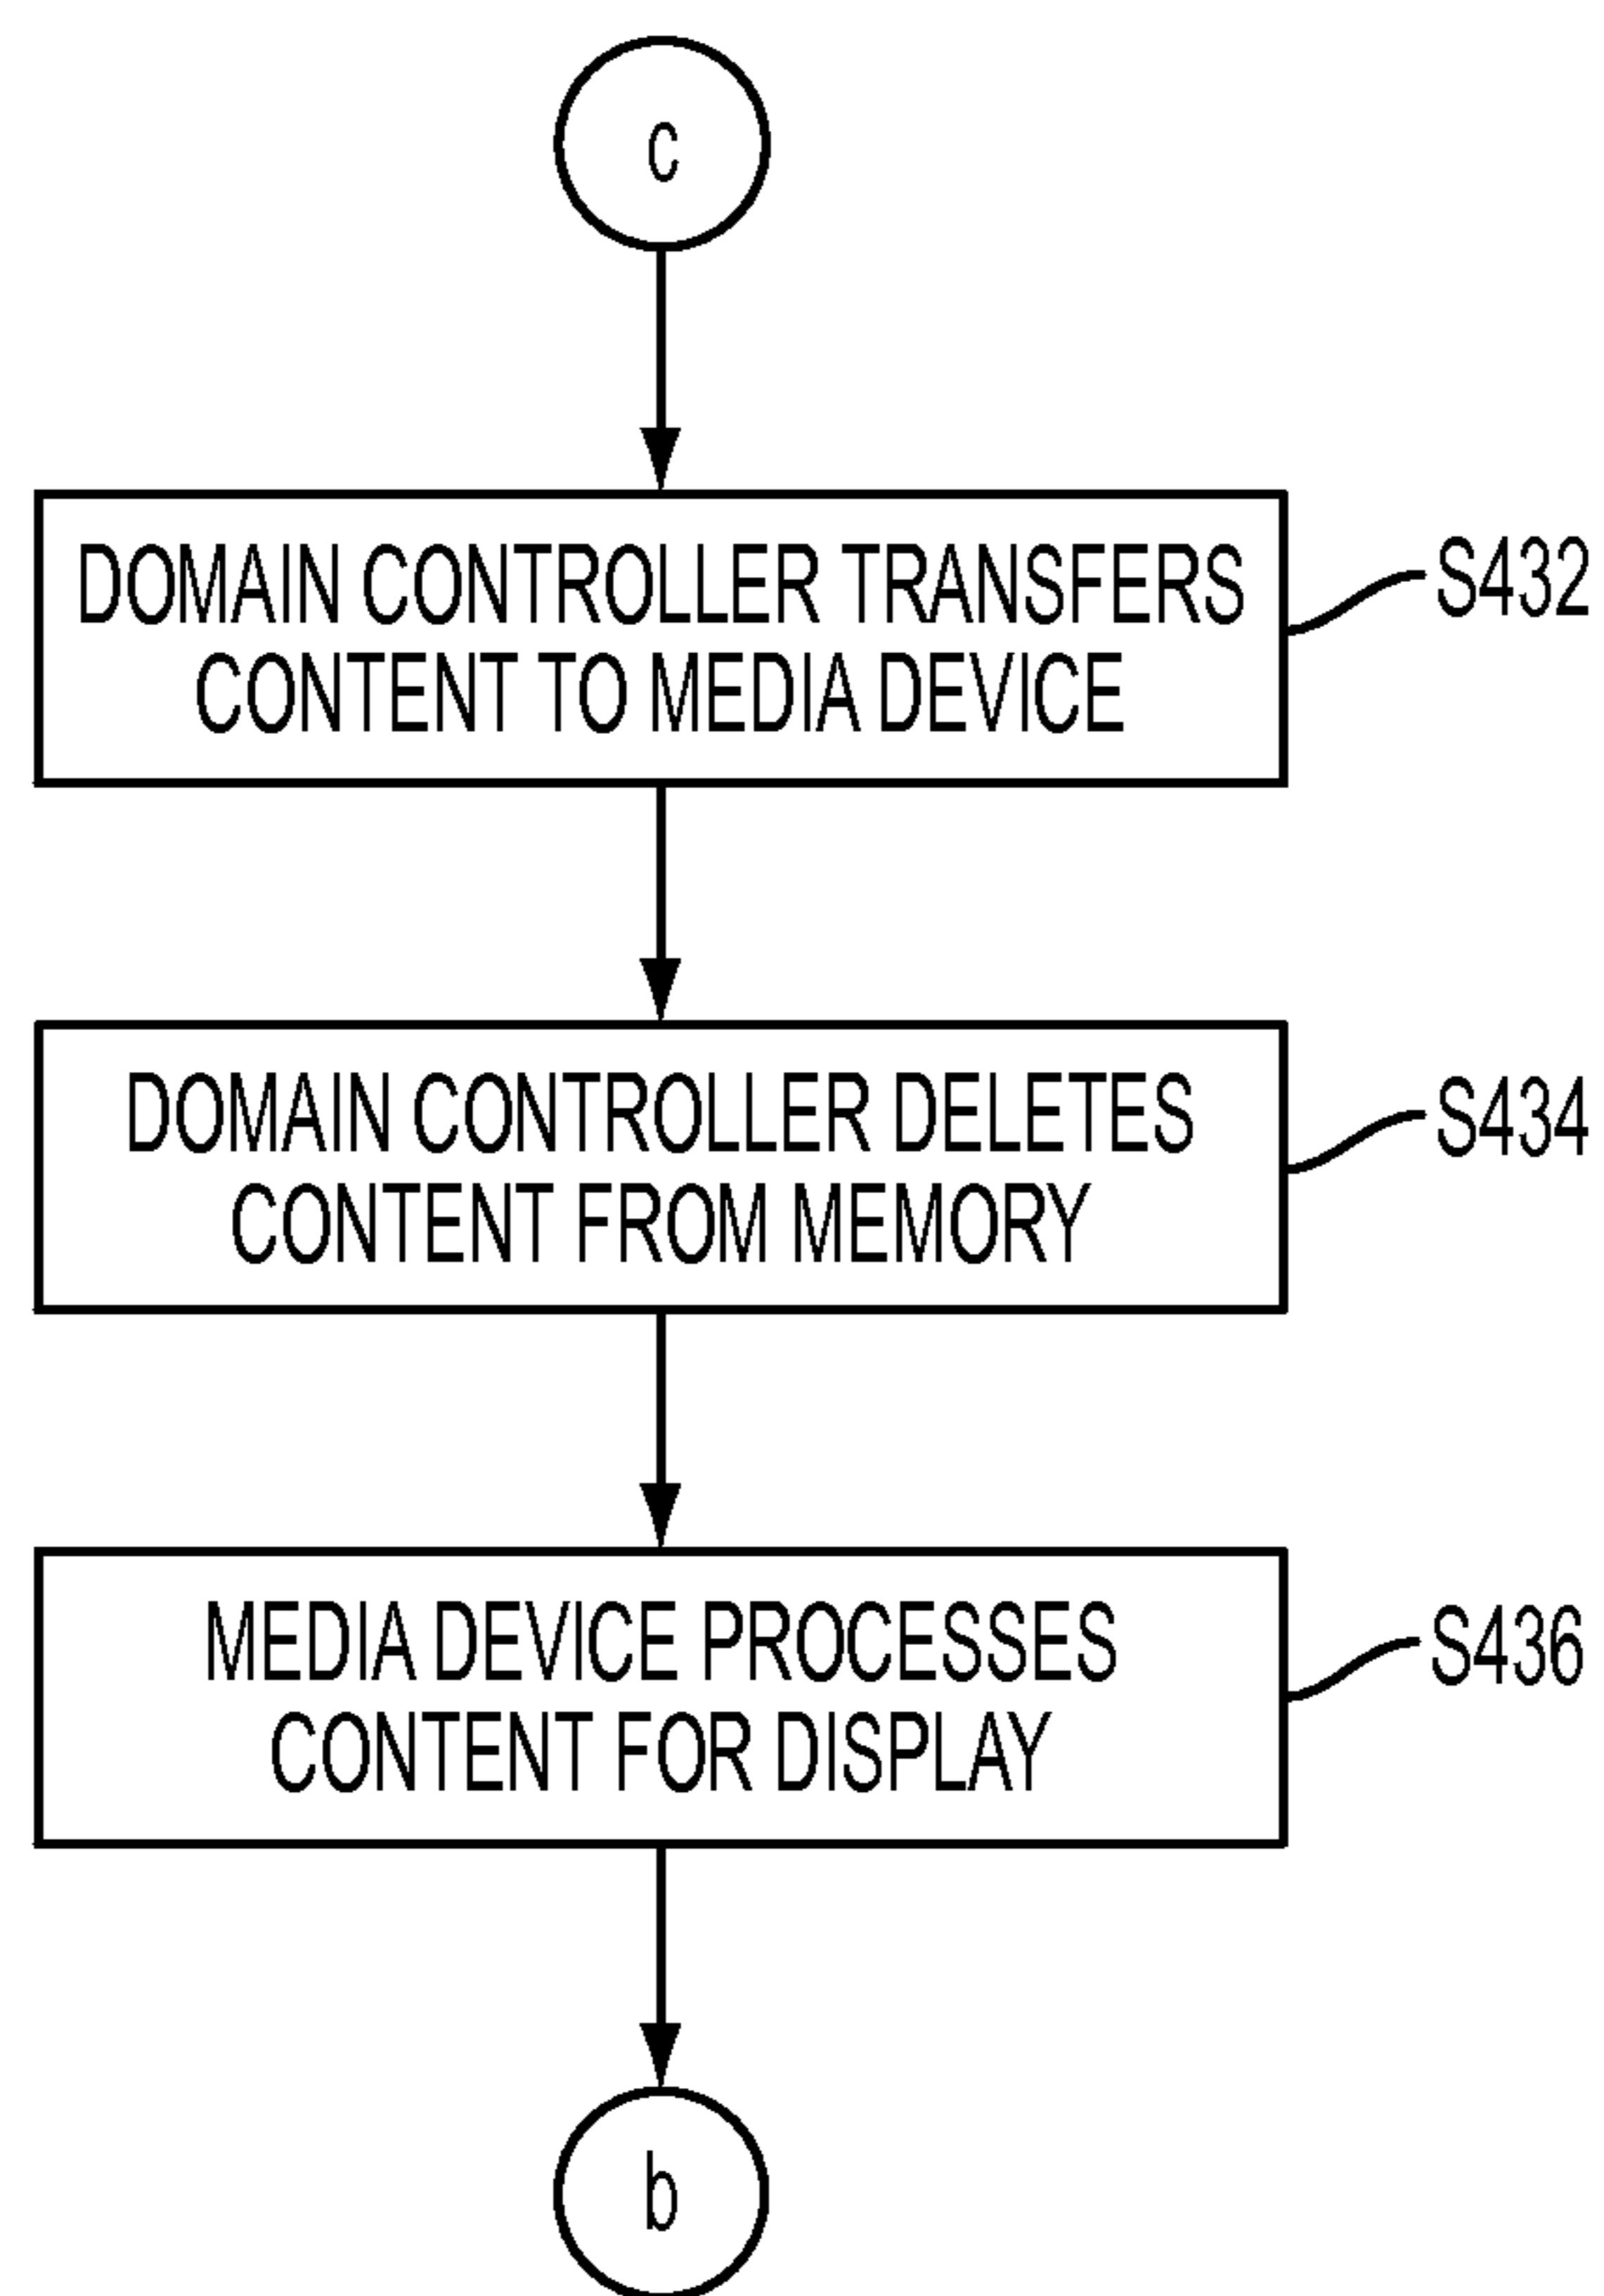 c
DOMAIN CONTROLLER TRANSFERS
CONTENT TO MEDIA DEVICE
S432
DOMAIN CONTROLLER DELETES
CONTENT FROM MEMORY
S434
MEDIA DEVICE PROCESSES
CONTENT FOR DISPLAY
S436
b